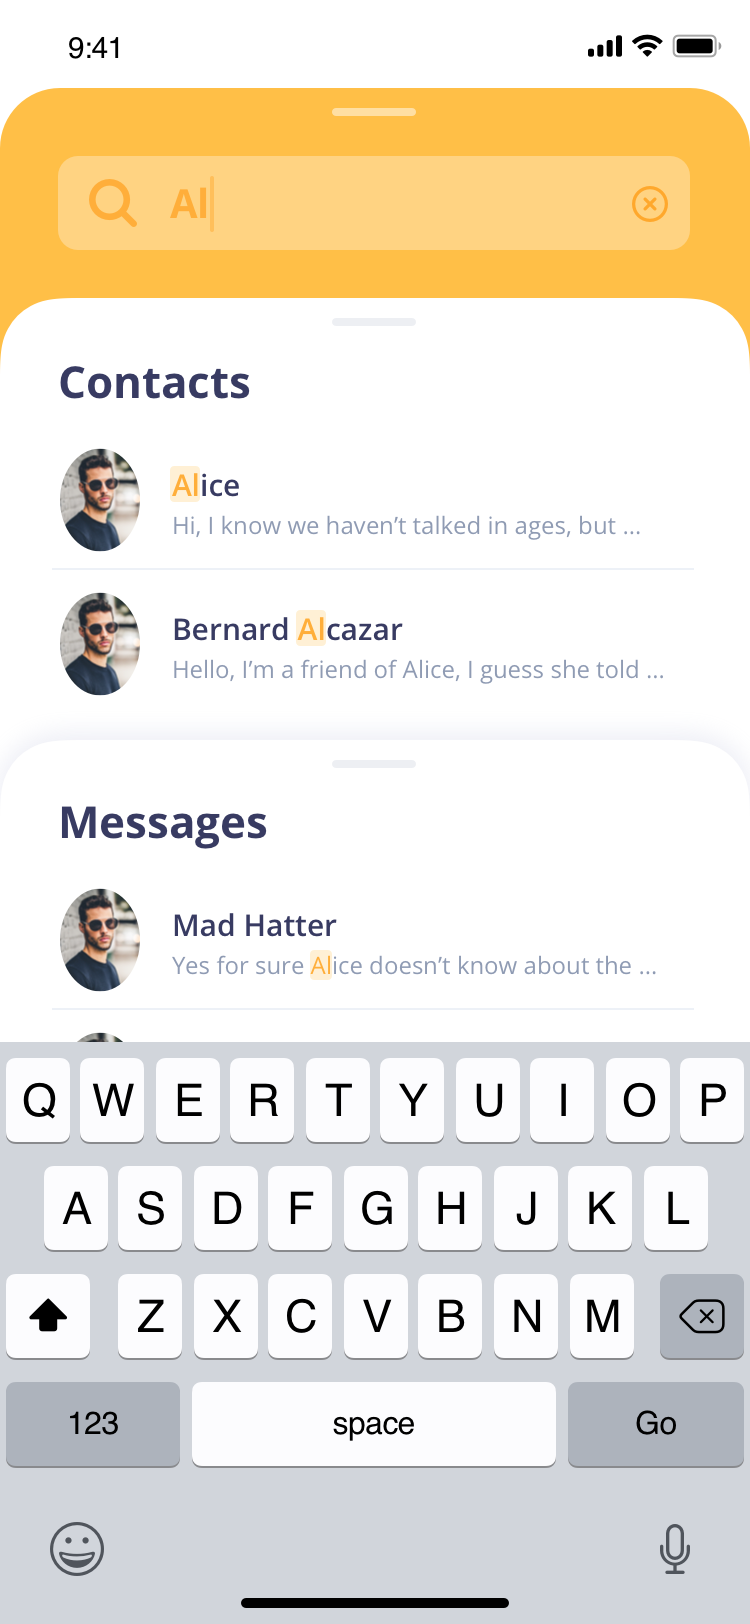 9:41
Al
Contacts
Alice
Hi, I know we haven’t talked in ages, but ...
Bernard Alcazar
Hello, I’m a friend of Alice, I guess she told ...
Messages
Mad Hatter
Yes for sure Alice doesn’t know about the ...
Q W E R T Y U I O P
A S D F G H J K L
Z X C V B N M
123 space Go